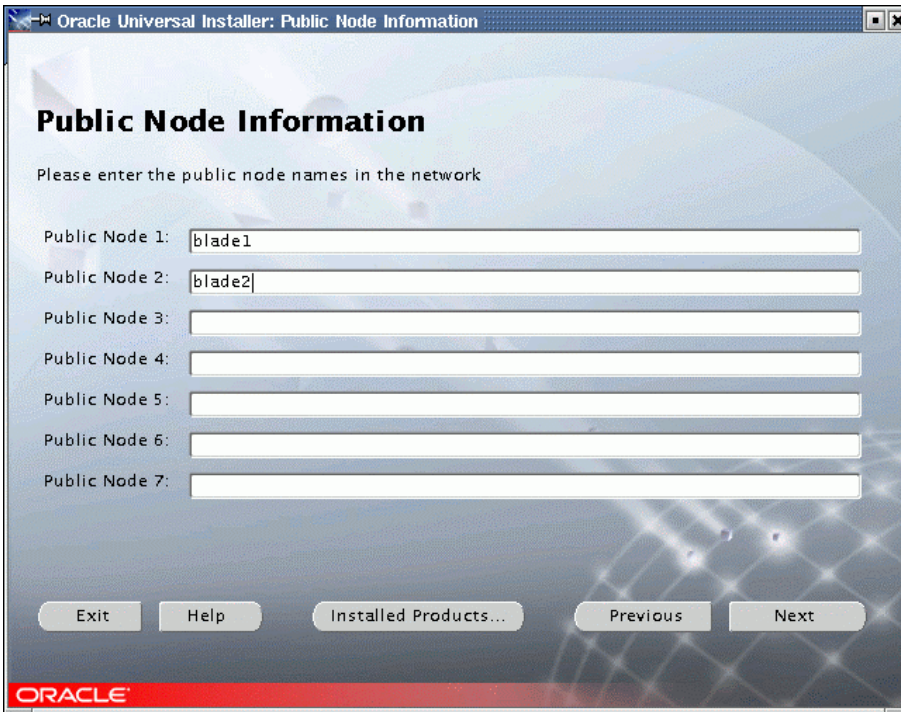 Oracle Universal Installer: Public Node Information
Public Node Information
Please enter the public node names in the network
Public Node 1: blade1
Public Node 2: blade2
Public Node 3:
Public Node 4:
Public Node 5:
Public Node 6:
Public Node 7:
Exit Help Installed Products... Previous Next
ORACLE